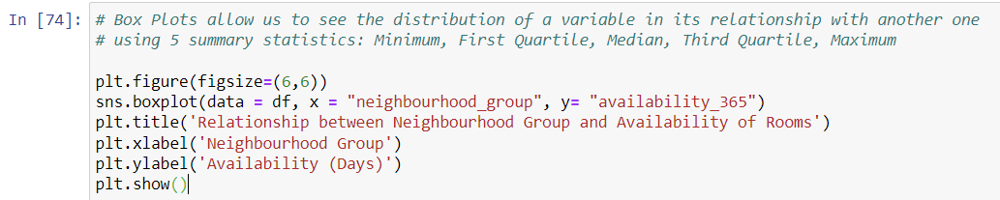 In [74]: # Box Plots allow us to see the distribution of a variable in its relationship with another one
# using 5 summary statistics: Minimum, First Quartile, Median, Third Quartile, Maximum
plt.figure(figsize=(6,6))
sns.boxplot(data = df, x = "neighbourhood_group", y= "availability_365")
plt.title('Relationship between Neighbourhood Group and Availability of Rooms')
plt.xlabel('Neighbourhood Group')
plt.ylabel('Availability (Days)')
plt.show()